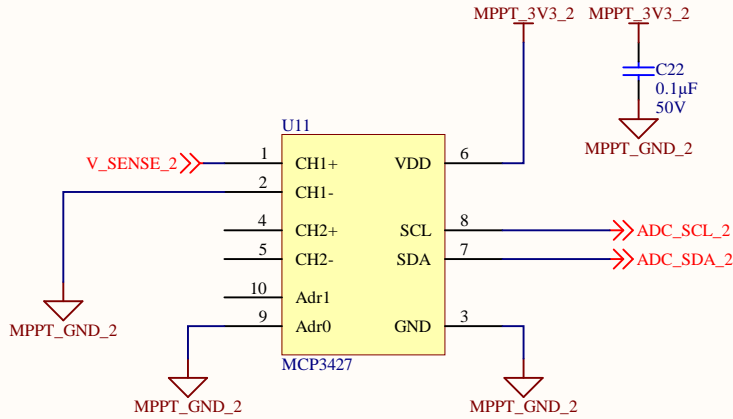 MPPT_3V3_2
MPPT_3V3_2
C22
0.1µF
50V
MPPT_GND_2
U11
V_SENSE_2
1
CH1+
VDD
6
2
CH1-
4
CH2+
SCL
8
ADC_SCL_2
5
CH2-
SDA
7
ADC_SDA_2
10
Adr1
9
Adr0
GND
3
MPPT_GND_2
MCP3427
MPPT_GND_2
MPPT_GND_2